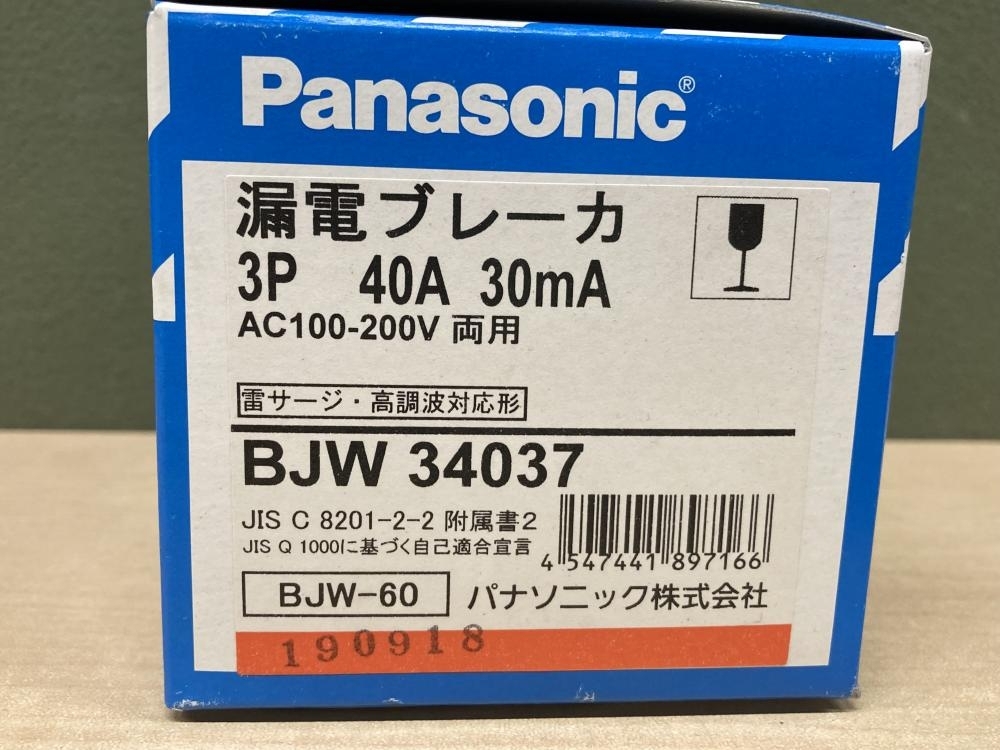 Panasonic®
漏電ブレーカ
3P 40A 30mA
AC100-200V 両用
雷サージ・高調波対応形
BJW 34037
JIS C 8201-2-2 附属書2
JIS Q 1000に基づく自己適合宣言
4 547441 897166
BJW-60 パナソニック株式会社
190918